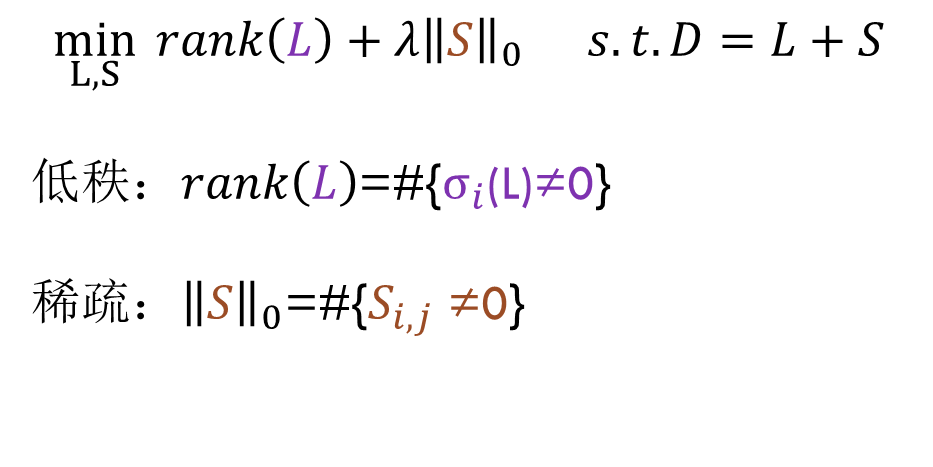 min rank(L) + λ‖S‖₀ s.t. D = L + S
L,S
低秩：rank(L)=#{σᵢ(L)≠0}
稀疏：‖S‖₀=#{Sᵢ,ⱼ ≠0}